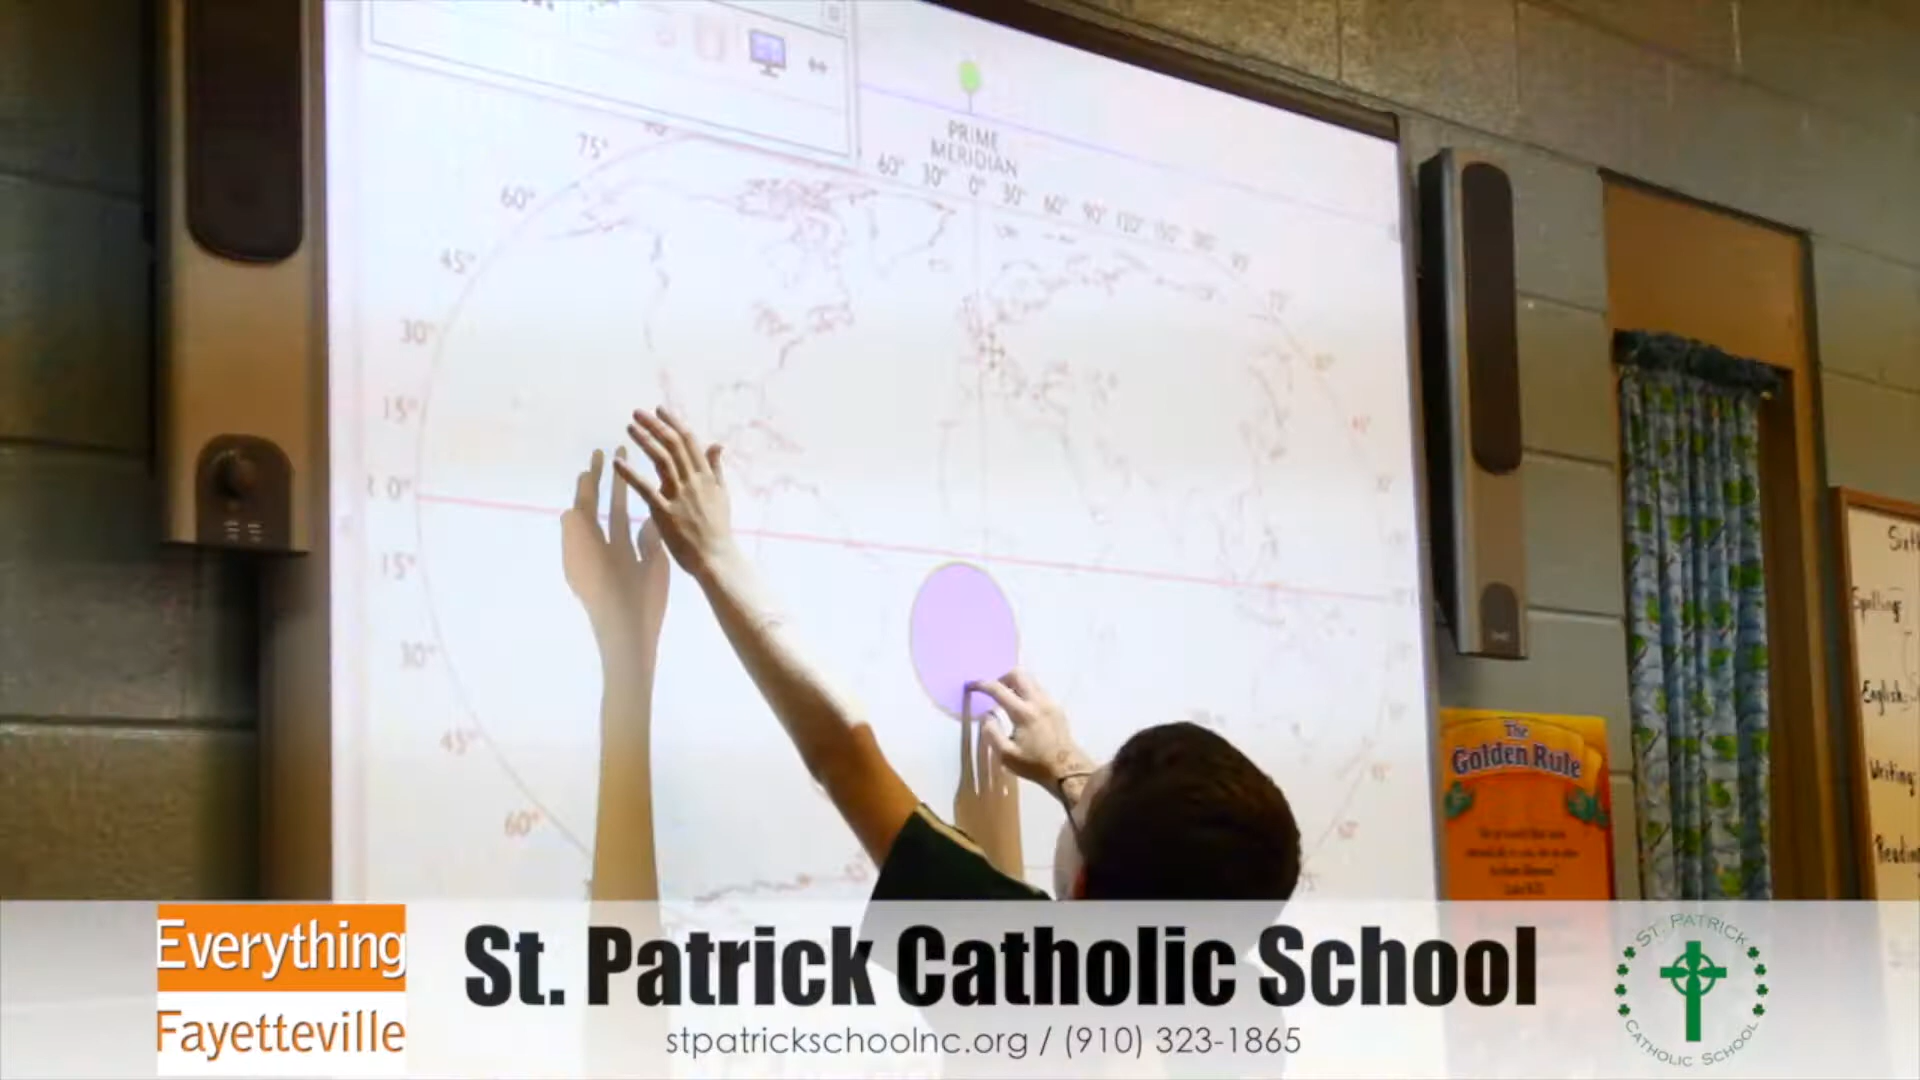 PRIME
MERIDIAN
60° 30° 0° 30° 60° 90° 120° 150° 180°
75°
60°
45°
30°
15°
0°
15°
30°
45°
60°
The
Golden Rule
Spelling
English
Writing
Reading
Everything
Fayetteville
St. Patrick Catholic School
stpatrickschoolnc.org / (910) 323-1865
ST. PATRICK
CATHOLIC SCHOOL